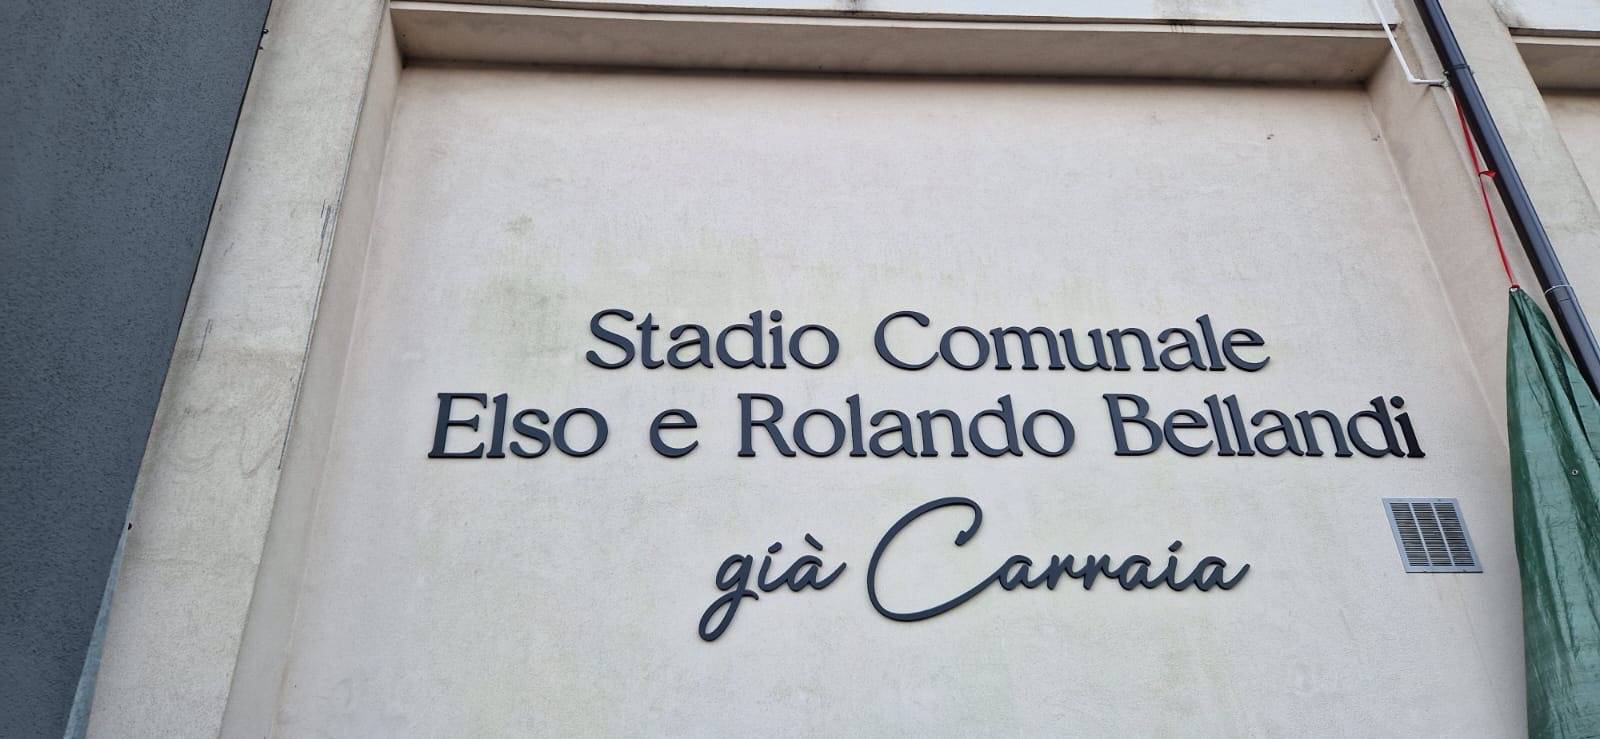 Stadio Comunale
Elso e Rolando Bellandi
già Carraia